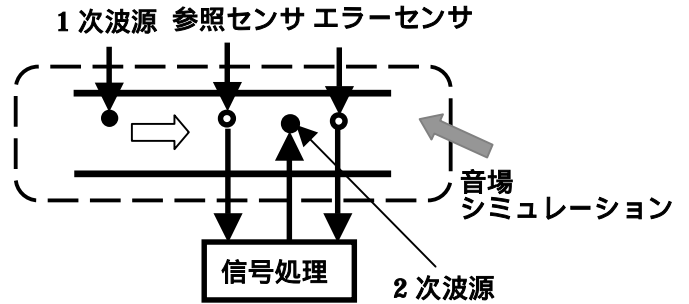 1 次波源 参照センサ エラーセンサ
音場
シミュレーション
信号処理
2 次波源